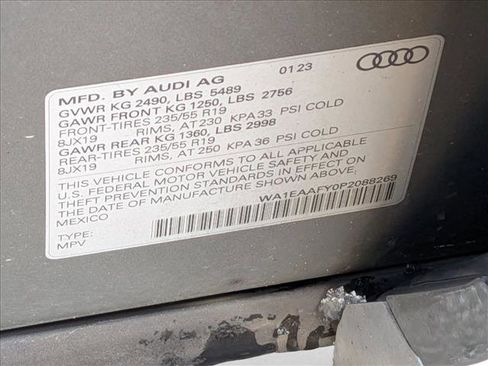 MFD. BY AUDI AG 01 23
GVWR KG 2490, LBS 5489
GAWR FRONT KG 1250, LBS 2756
FRONT-TIRES 235/55 R19
8JX19 RIMS, AT 230 KPA 33 PSI COLD
GAWR REAR KG 1360, LBS 2998
REAR-TIRES 235/55 R19
8JX19 RIMS, AT 250 KPA 36 PSI COLD
THIS VEHICLE CONFORMS TO ALL APPLICABLE
U.S. FEDERAL MOTOR VEHICLE SAFETY AND
THEFT PREVENTION STANDARDS IN EFFECT ON
THE DATE OF MANUFACTURE SHOWN ABOVE
MEXICO
WA1EAAFY0P2088269
TYPE:
MPV